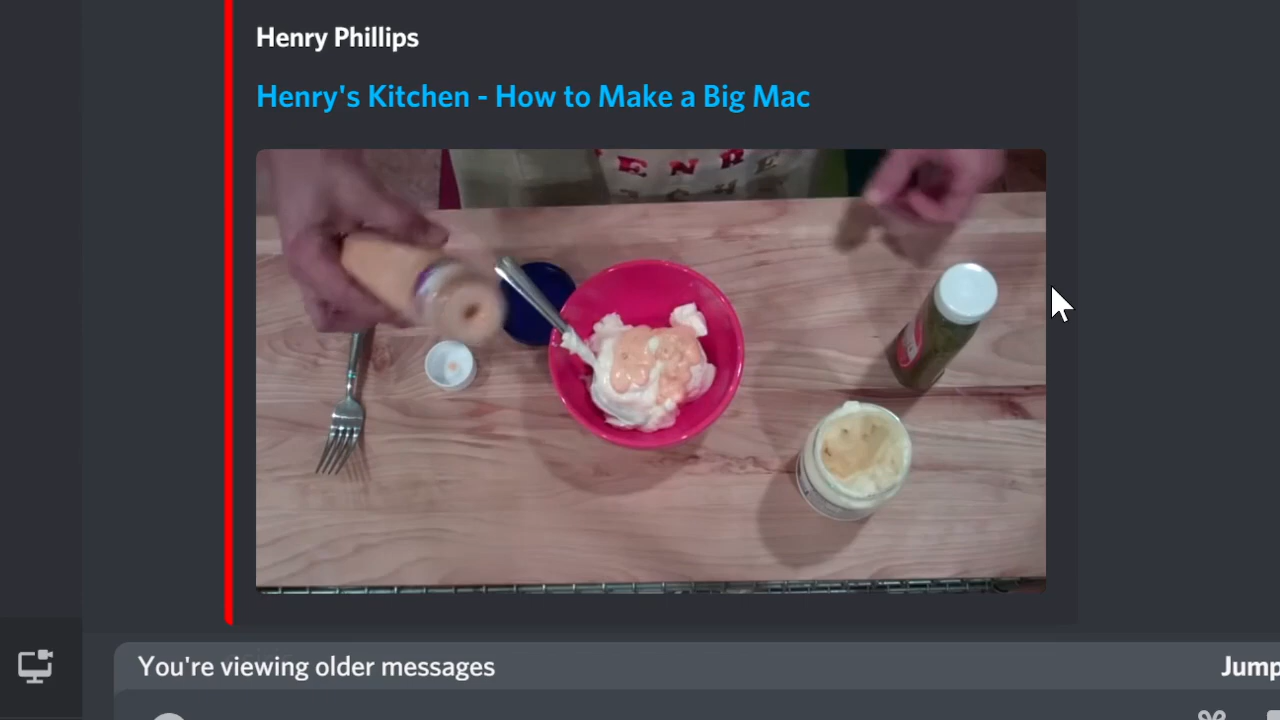 Henry Phillips
Henry's Kitchen - How to Make a Big Mac
E N R
You're viewing older messages
Jump